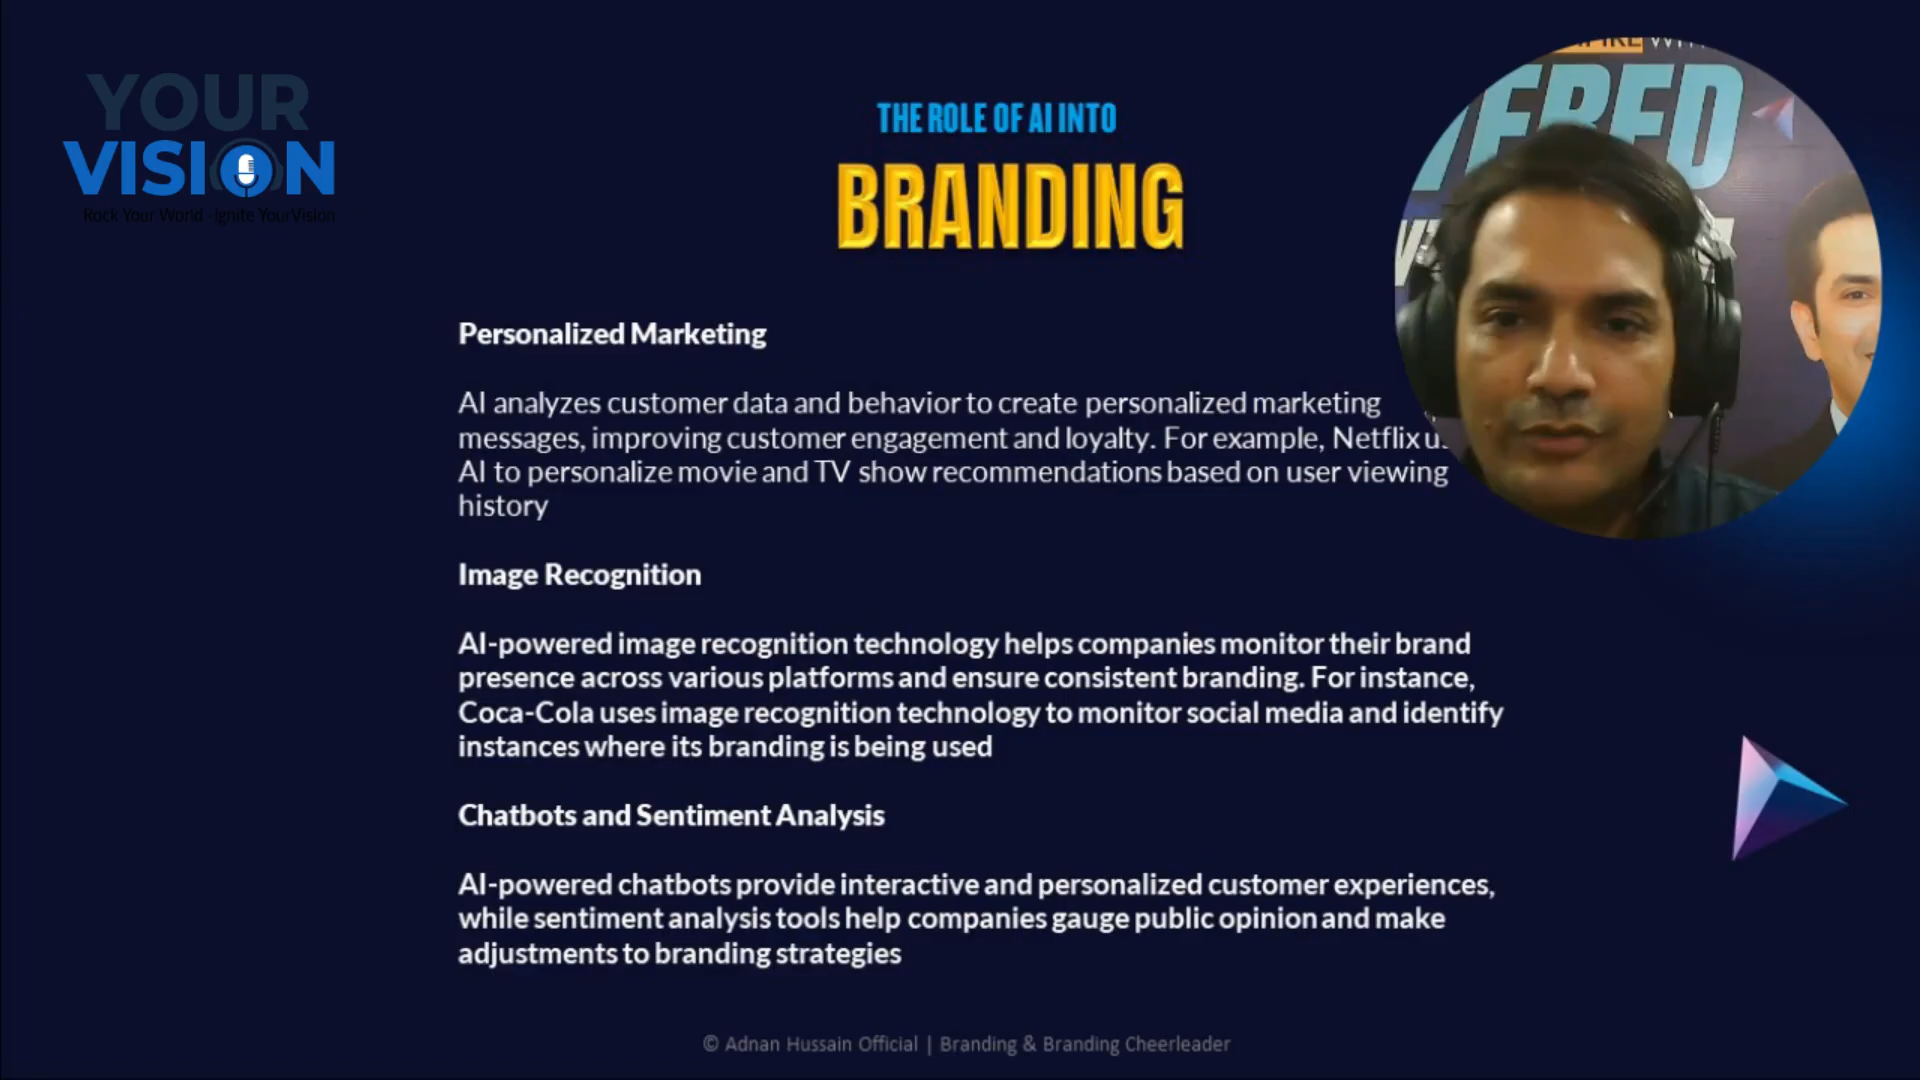 YOUR
VISION
Rock Your World - Ignite YourVision
THE ROLE OF AI INTO
BRANDING
Personalized Marketing
AI analyzes customer data and behavior to create personalized marketing
messages, improving customer engagement and loyalty. For example, Netflix
AI to personalize movie and TV show recommendations based on user viewing
history
Image Recognition
AI-powered image recognition technology helps companies monitor their brand
presence across various platforms and ensure consistent branding. For instance,
Coca-Cola uses image recognition technology to monitor social media and identify
instances where its branding is being used
Chatbots and Sentiment Analysis
AI-powered chatbots provide interactive and personalized customer experiences,
while sentiment analysis tools help companies gauge public opinion and make
adjustments to branding strategies
© Adnan Hussain Official | Branding & Branding Cheerleader